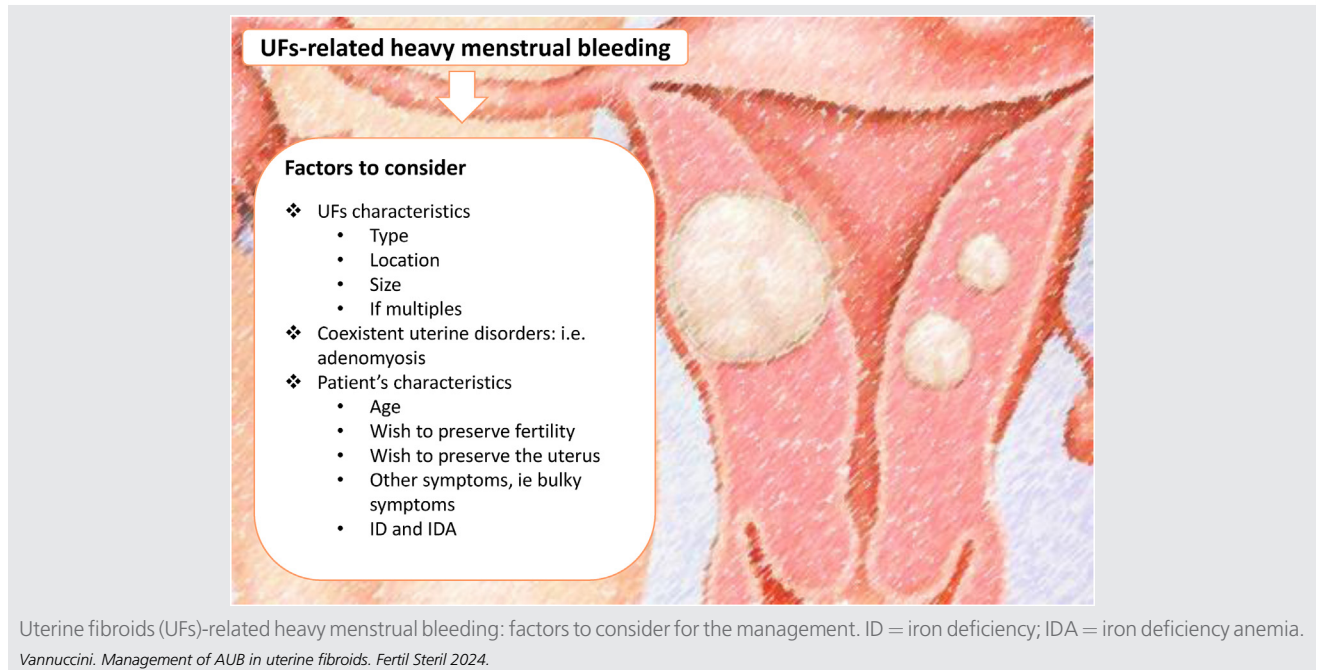 UFs-related heavy menstrual bleeding
Factors to consider
❖ UFs characteristics
• Type
• Location
• Size
• If multiples
❖ Coexistent uterine disorders: i.e.
adenomyosis
❖ Patient’s characteristics
• Age
• Wish to preserve fertility
• Wish to preserve the uterus
• Other symptoms, ie bulky
symptoms
• ID and IDA
Uterine fibroids (UFs)-related heavy menstrual bleeding: factors to consider for the management. ID = iron deficiency; IDA = iron deficiency anemia.
Vannuccini. Management of AUB in uterine fibroids. Fertil Steril 2024.